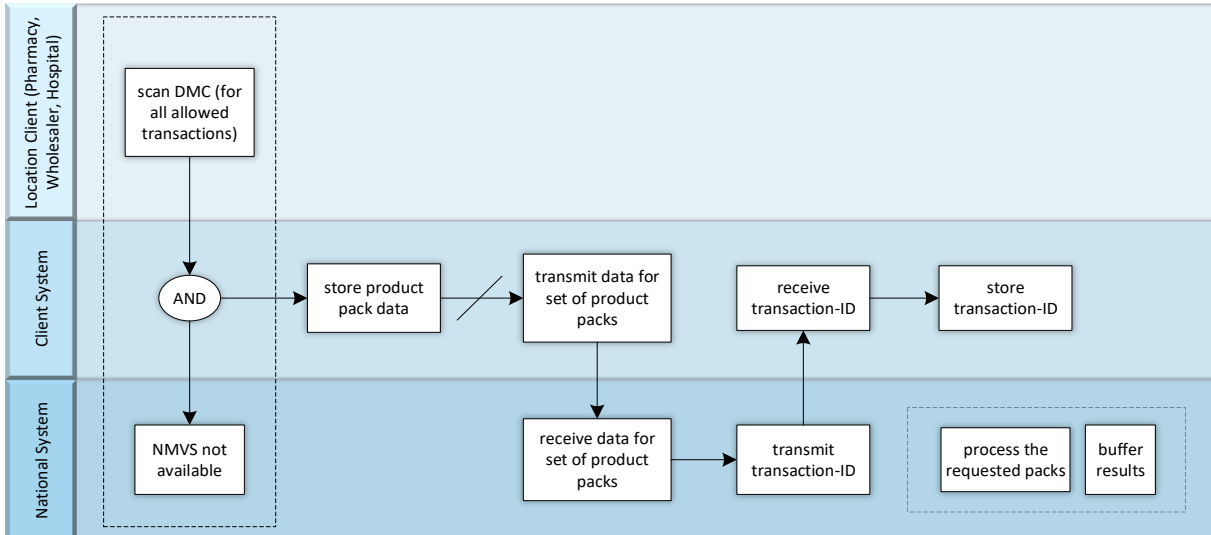 Location Client (Pharmacy,
Wholesaler, Hospital)
scan DMC (for
all allowed
transactions)
Client System
AND
store product
pack data
transmit data for
set of product
packs
receive
transaction-ID
store
transaction-ID
National System
NMVS not
available
receive data for
set of product
packs
transmit
transaction-ID
process the
requested packs
buffer
results